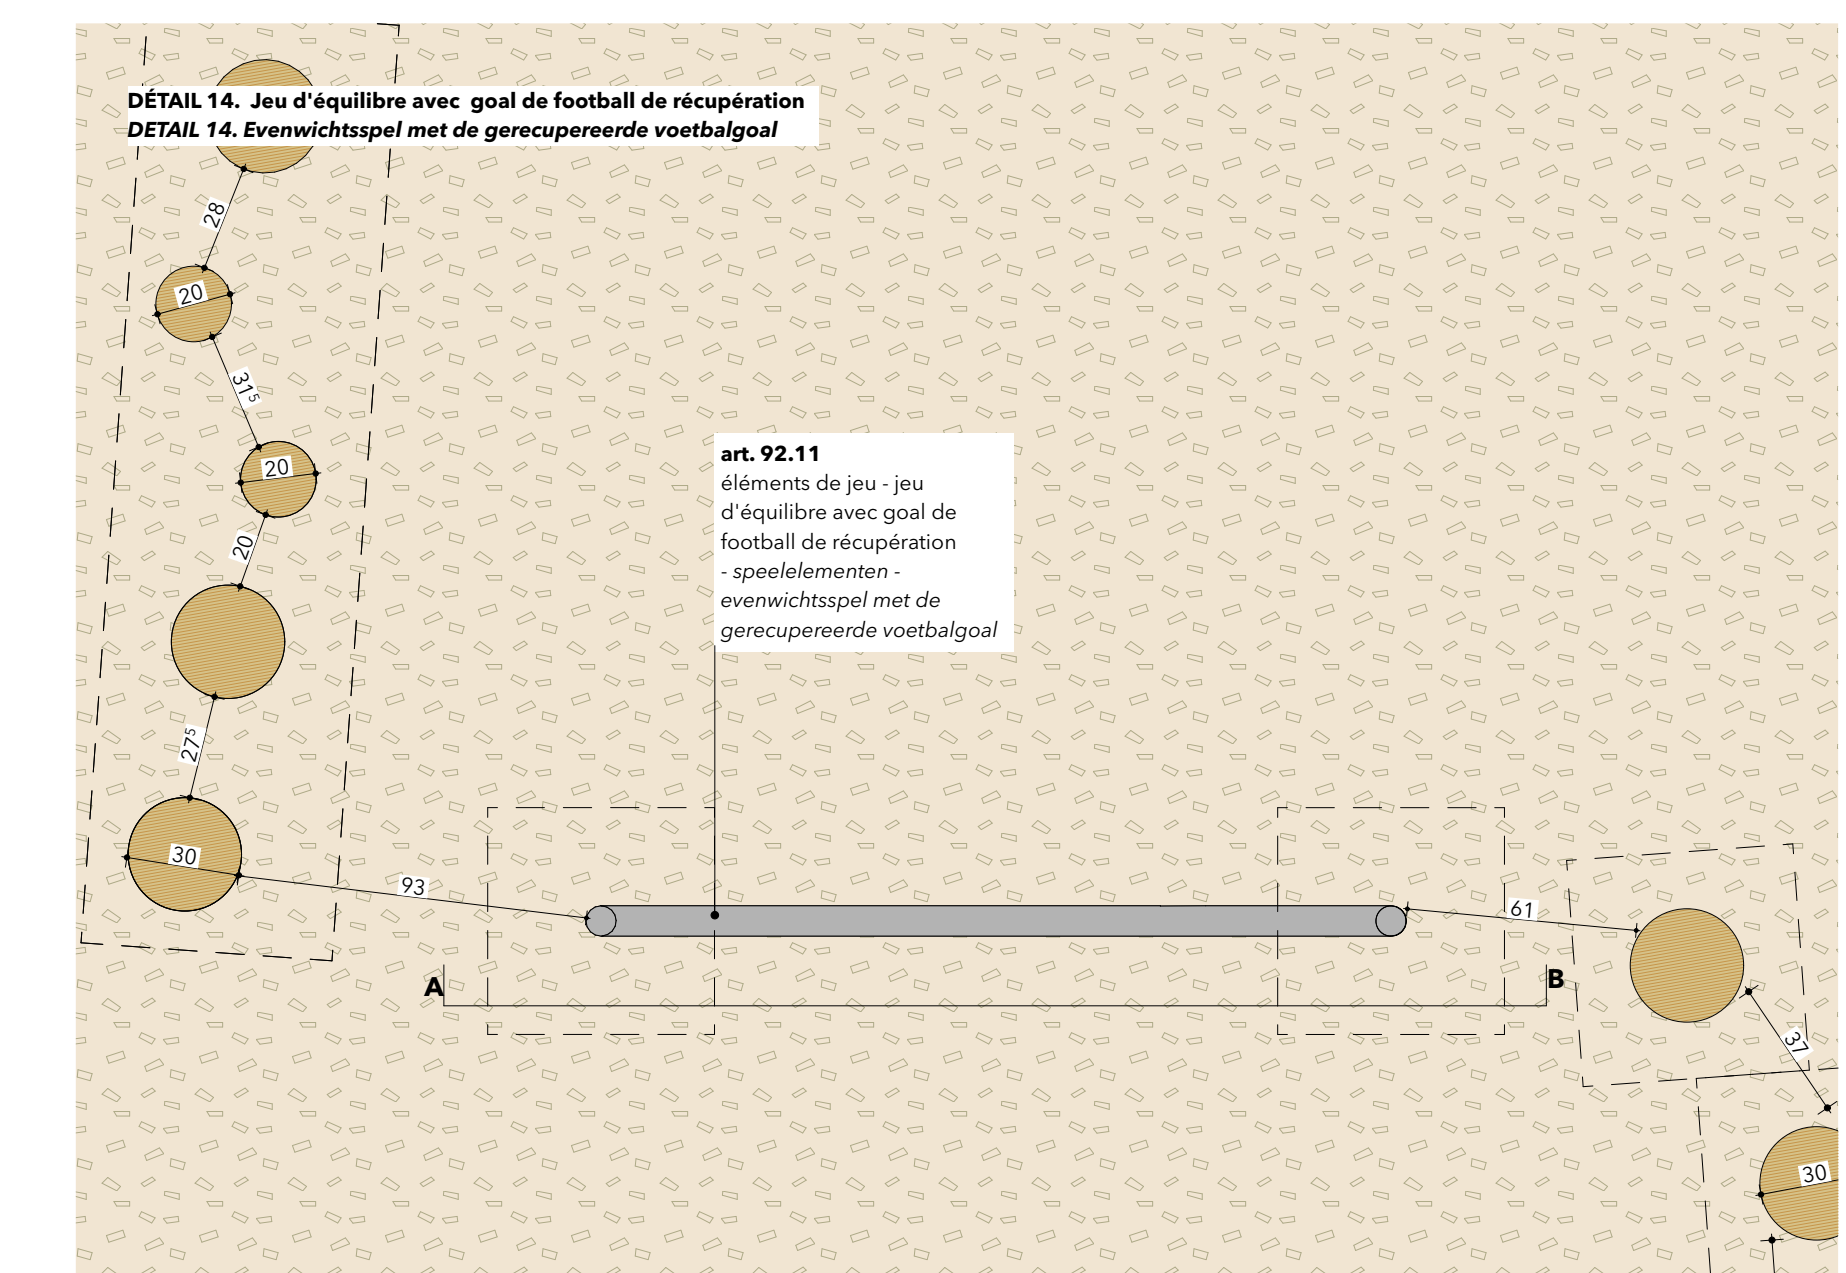 DÉTAIL 14. Jeu d'équilibre avec goal de football de récupération
DETAIL 14. Evenwichtsspel met de gerecupereerde voetbalgoal
28
20
31⁵
20
20
27⁵
30
93
art. 92.11
éléments de jeu - jeu
d'équilibre avec goal de
football de récupération
- speelelementen -
evenwichtsspel met de
gerecupereerde voetbalgoal
61
A
B
37
30